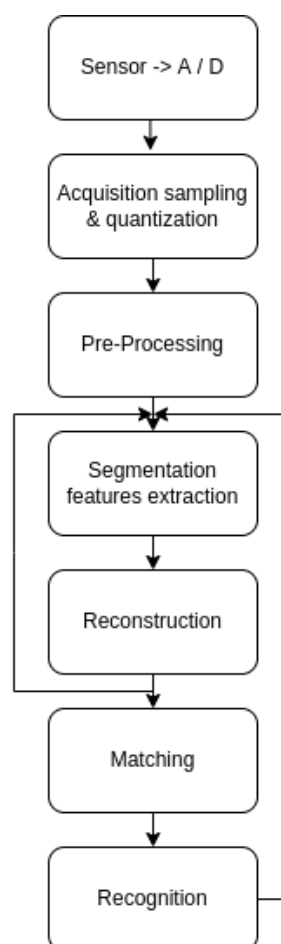 Sensor -> A / D
Acquisition sampling
& quantization
Pre-Processing
Segmentation
features extraction
Reconstruction
Matching
Recognition